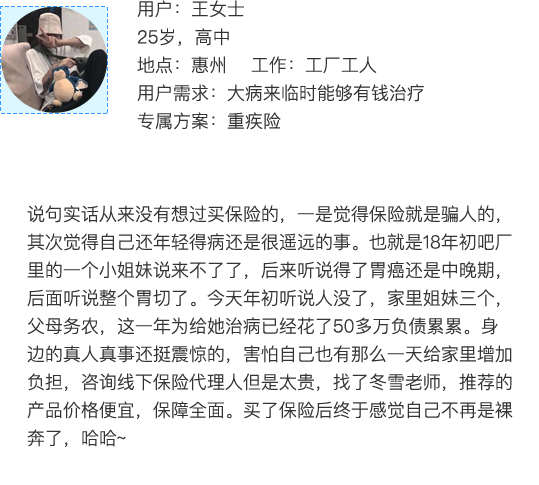 用户：王女士
25岁，高中
地点：惠州 工作：工厂工人
用户需求：大病来临时能够有钱治疗
专属方案：重疾险
说句实话从来没有想过买保险的，一是觉得保险就是骗人的，
其次觉得自己还年轻得病还是很遥远的事。也就是18年初吧厂
里的一个小姐妹说来不了了，后来听说得了胃癌还是中晚期，
后面听说整个胃切了。今天年初听说人没了，家里姐妹三个，
父母务农，这一年为给她治病已经花了50多万负债累累。身
边的真人真事还挺震惊的，害怕自己也有那么一天给家里增加
负担，咨询线下保险代理人但是太贵，找了冬雪老师，推荐的
产品价格便宜，保障全面。买了保险后终于感觉自己不再是裸
奔了，哈哈~